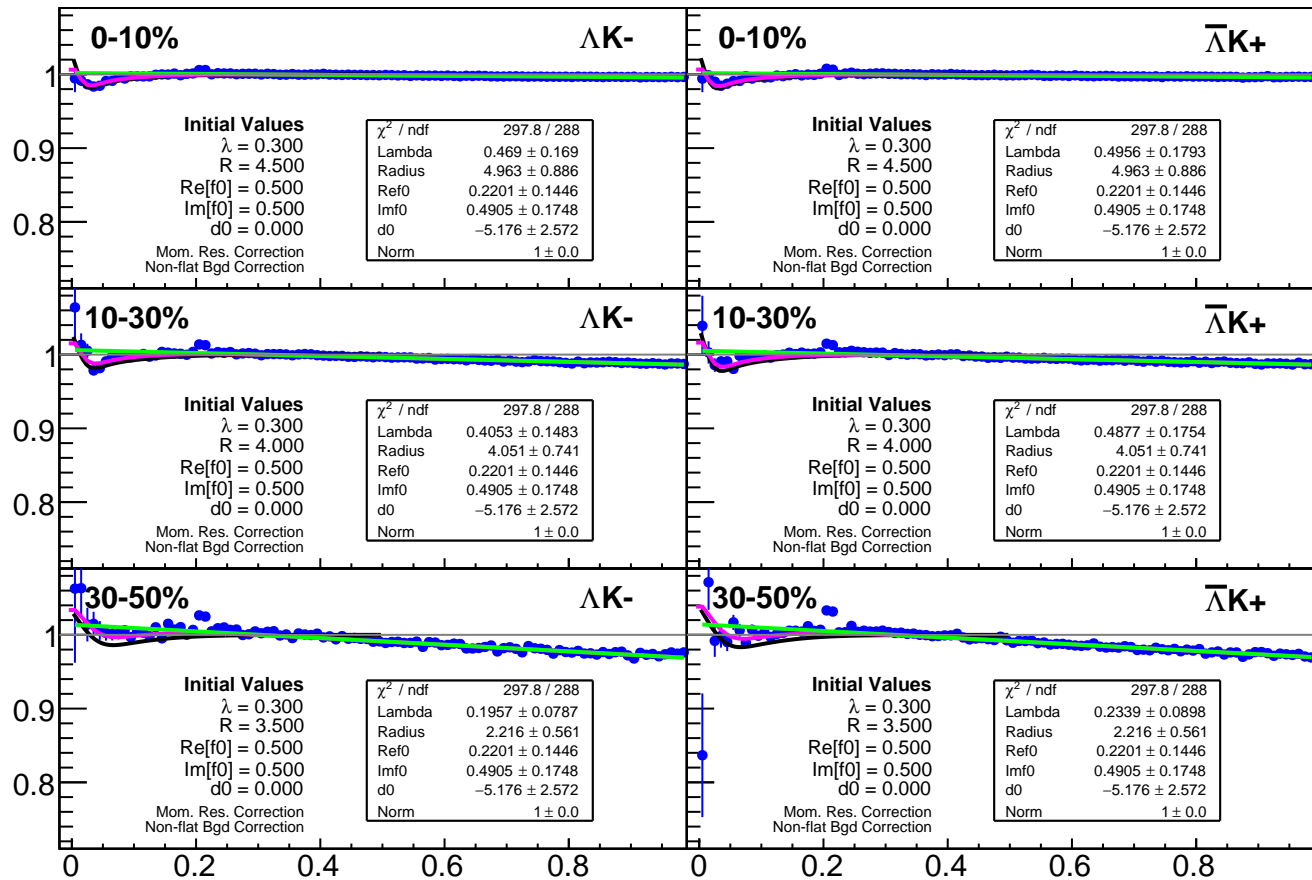 0-10% ΛK-
1
0.9
0.8
Initial Values
λ = 0.300
R = 4.500
Re[f0] = 0.500
Im[f0] = 0.500
d0 = 0.000
Mom. Res. Correction
Non-flat Bgd Correction
χ² / ndf 297.8 / 288
Lambda 0.469 ± 0.169
Radius 4.963 ± 0.886
Ref0 0.2201 ± 0.1446
Imf0 0.4905 ± 0.1748
d0 −5.176 ± 2.572
Norm 1 ± 0.0
0-10% Λ̅K+
Initial Values
λ = 0.300
R = 4.500
Re[f0] = 0.500
Im[f0] = 0.500
d0 = 0.000
Mom. Res. Correction
Non-flat Bgd Correction
χ² / ndf 297.8 / 288
Lambda 0.4956 ± 0.1793
Radius 4.963 ± 0.886
Ref0 0.2201 ± 0.1446
Imf0 0.4905 ± 0.1748
d0 −5.176 ± 2.572
Norm 1 ± 0.0
10-30% ΛK-
1
0.9
0.8
Initial Values
λ = 0.300
R = 4.000
Re[f0] = 0.500
Im[f0] = 0.500
d0 = 0.000
Mom. Res. Correction
Non-flat Bgd Correction
χ² / ndf 297.8 / 288
Lambda 0.4053 ± 0.1483
Radius 4.051 ± 0.741
Ref0 0.2201 ± 0.1446
Imf0 0.4905 ± 0.1748
d0 −5.176 ± 2.572
Norm 1 ± 0.0
10-30% Λ̅K+
Initial Values
λ = 0.300
R = 4.000
Re[f0] = 0.500
Im[f0] = 0.500
d0 = 0.000
Mom. Res. Correction
Non-flat Bgd Correction
χ² / ndf 297.8 / 288
Lambda 0.4877 ± 0.1754
Radius 4.051 ± 0.741
Ref0 0.2201 ± 0.1446
Imf0 0.4905 ± 0.1748
d0 −5.176 ± 2.572
Norm 1 ± 0.0
30-50% ΛK-
1
0.9
0.8
Initial Values
λ = 0.300
R = 3.500
Re[f0] = 0.500
Im[f0] = 0.500
d0 = 0.000
Mom. Res. Correction
Non-flat Bgd Correction
χ² / ndf 297.8 / 288
Lambda 0.1957 ± 0.0787
Radius 2.216 ± 0.561
Ref0 0.2201 ± 0.1446
Imf0 0.4905 ± 0.1748
d0 −5.176 ± 2.572
Norm 1 ± 0.0
30-50% Λ̅K+
Initial Values
λ = 0.300
R = 3.500
Re[f0] = 0.500
Im[f0] = 0.500
d0 = 0.000
Mom. Res. Correction
Non-flat Bgd Correction
χ² / ndf 297.8 / 288
Lambda 0.2339 ± 0.0898
Radius 2.216 ± 0.561
Ref0 0.2201 ± 0.1446
Imf0 0.4905 ± 0.1748
d0 −5.176 ± 2.572
Norm 1 ± 0.0
0 0.2 0.4 0.6 0.8 0 0.2 0.4 0.6 0.8